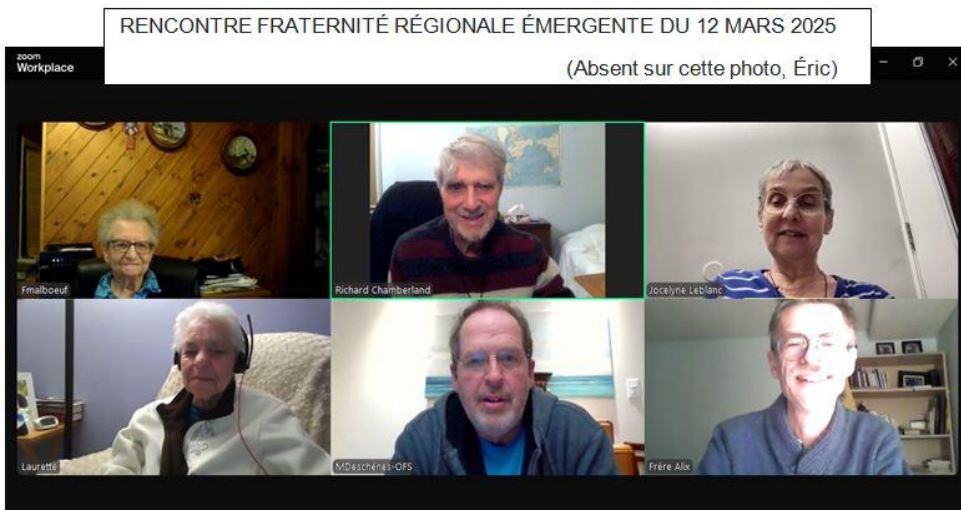 RENCONTRE FRATERNITÉ RÉGIONALE ÉMERGENTE DU 12 MARS 2025
(Absent sur cette photo, Éric)
zoom
Workplace
Fmalboeuf
Richard Chamberland
Jocelyne Leblanc
Laurette
MDeschênes-OFS
Frère Alix